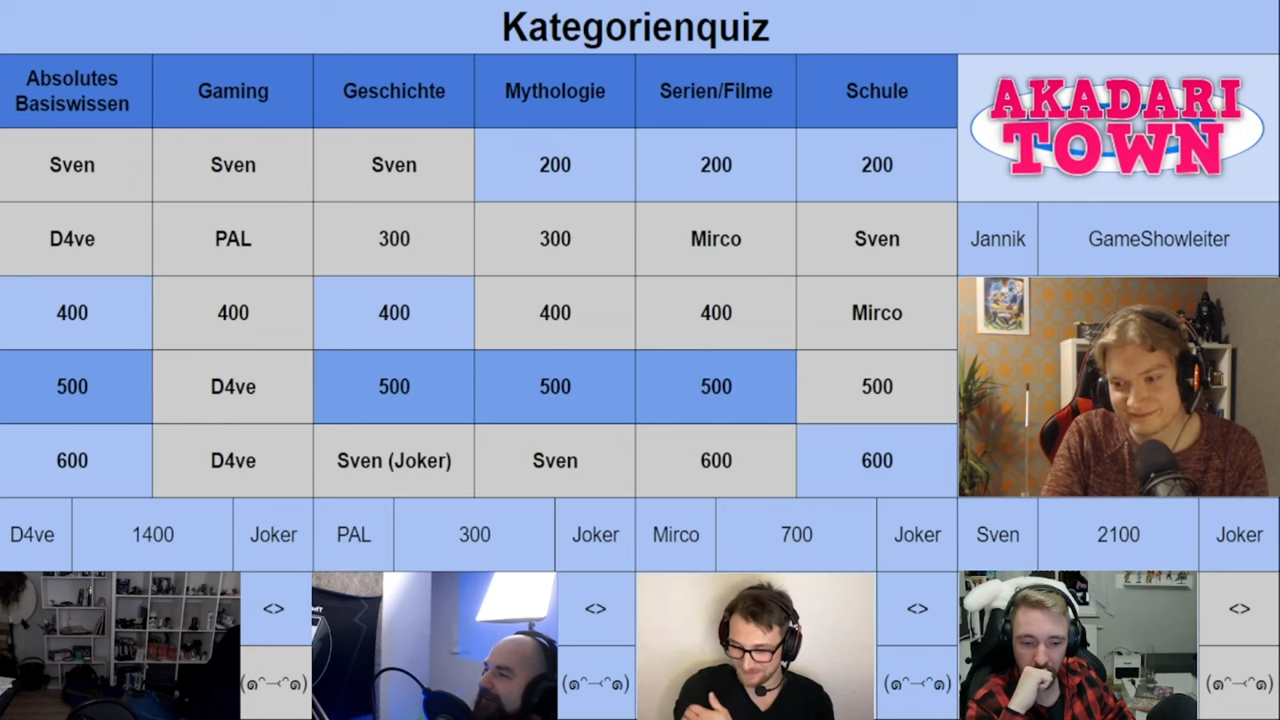 Kategorienquiz
Absolutes
Basiswissen
Gaming
Geschichte
Mythologie
Serien/Filme
Schule
AKADARI
TOWN
Sven
Sven
Sven
200
200
200
D4ve
PAL
300
300
Mirco
Sven
Jannik
GameShowleiter
400
400
400
400
400
Mirco
500
D4ve
500
500
500
500
600
D4ve
Sven (Joker)
Sven
600
600
D4ve
1400
Joker
PAL
300
Joker
Mirco
700
Joker
Sven
2100
Joker
<>
<>
<>
<>